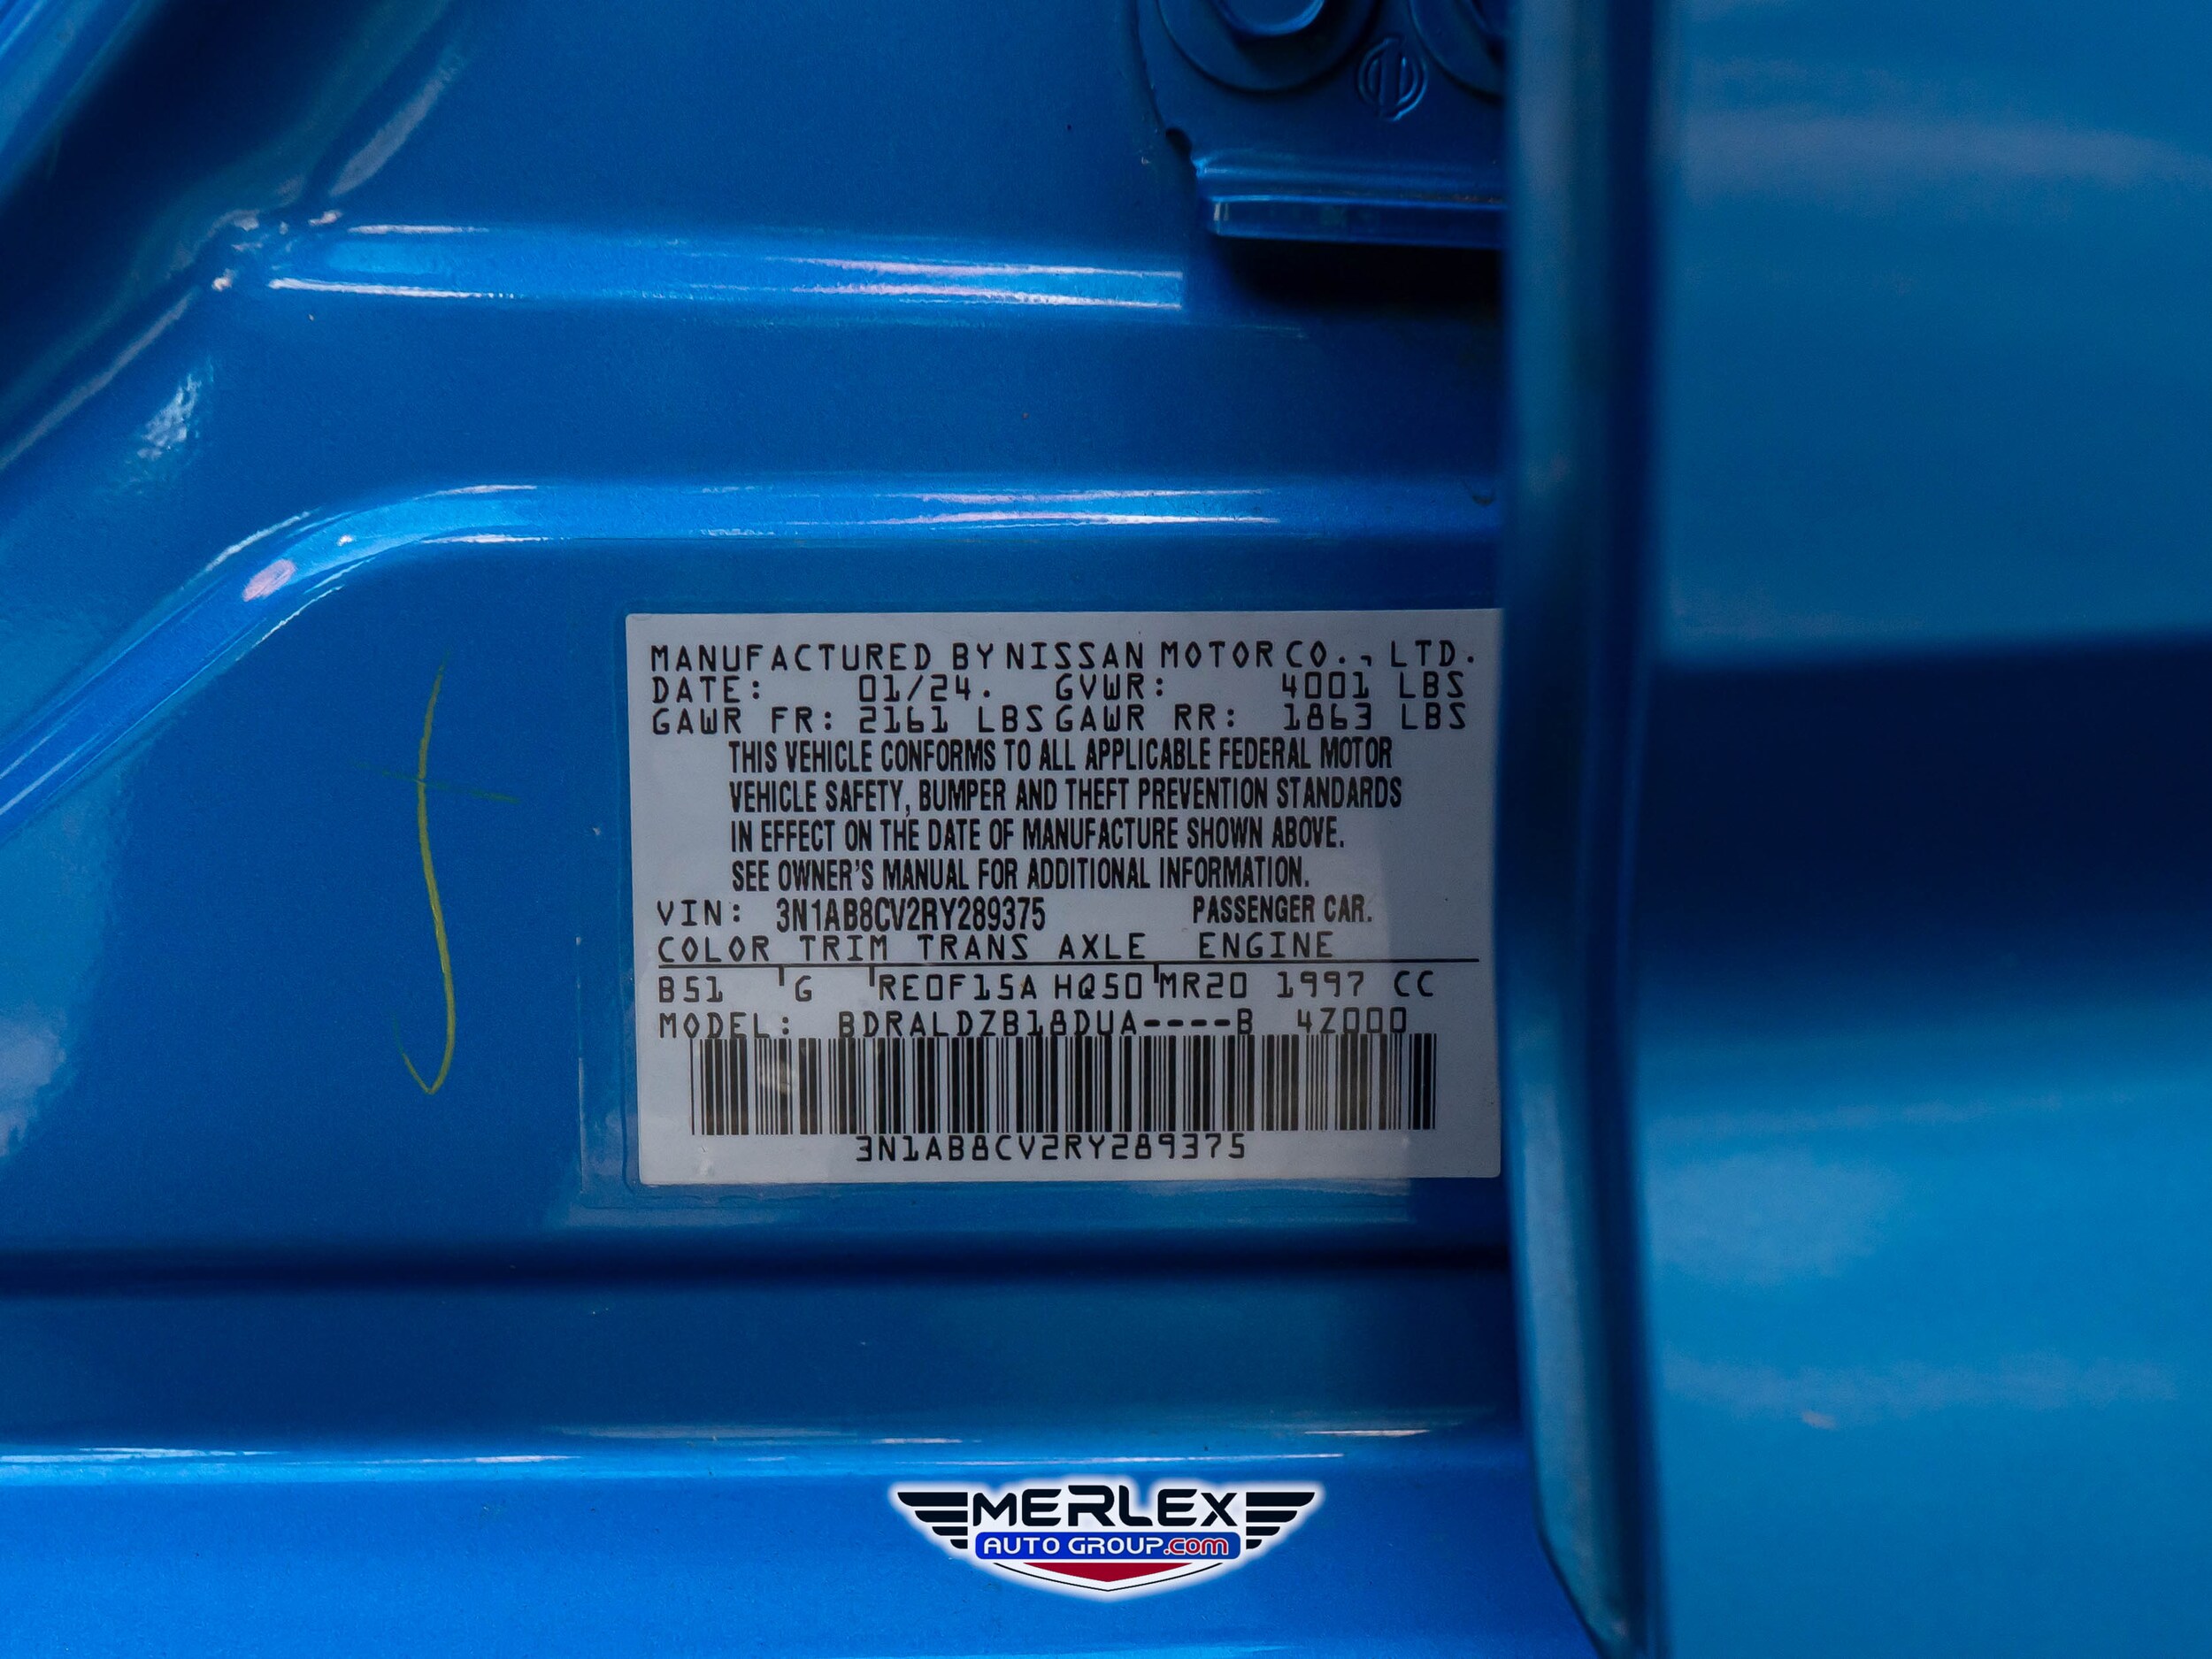 MANUFACTURED BY NISSAN MOTOR CO., LTD.
DATE: 01/24. GVWR: 4001 LBS
GAWR FR: 2161 LBS GAWR RR: 1863 LBS
THIS VEHICLE CONFORMS TO ALL APPLICABLE FEDERAL MOTOR
VEHICLE SAFETY, BUMPER AND THEFT PREVENTION STANDARDS
IN EFFECT ON THE DATE OF MANUFACTURE SHOWN ABOVE.
SEE OWNER'S MANUAL FOR ADDITIONAL INFORMATION.
VIN: 3N1AB8CV2RY289375 PASSENGER CAR.
COLOR TRIM TRANS AXLE ENGINE
B51 G RE0F15A HQ50 MR20 1997 CC
MODEL: BDRALDZB18DUA----B 4Z000
3N1AB8CV2RY289375
MERLEX
AUTO GROUP.com